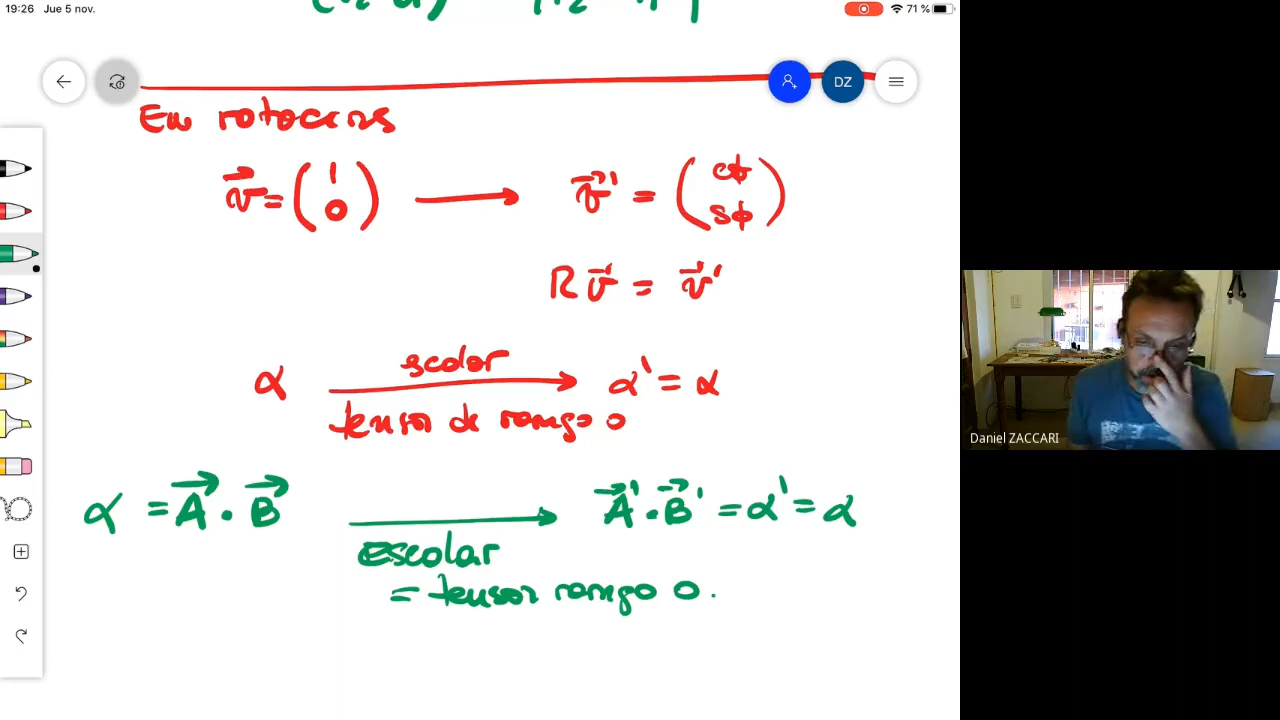 19:26 Jue 5 nov.
71 %
DZ
En rotaciones
v⃗ = (1 0) ⟶ v⃗' = (cϕ sϕ)
R v⃗ = v⃗'
α escalar ⟶ α' = α
tensor de rango 0
α = A⃗ · B⃗ ⟶ A⃗' · B⃗' = α' = α
escalar
= tensor rango 0.
Daniel ZACCARI